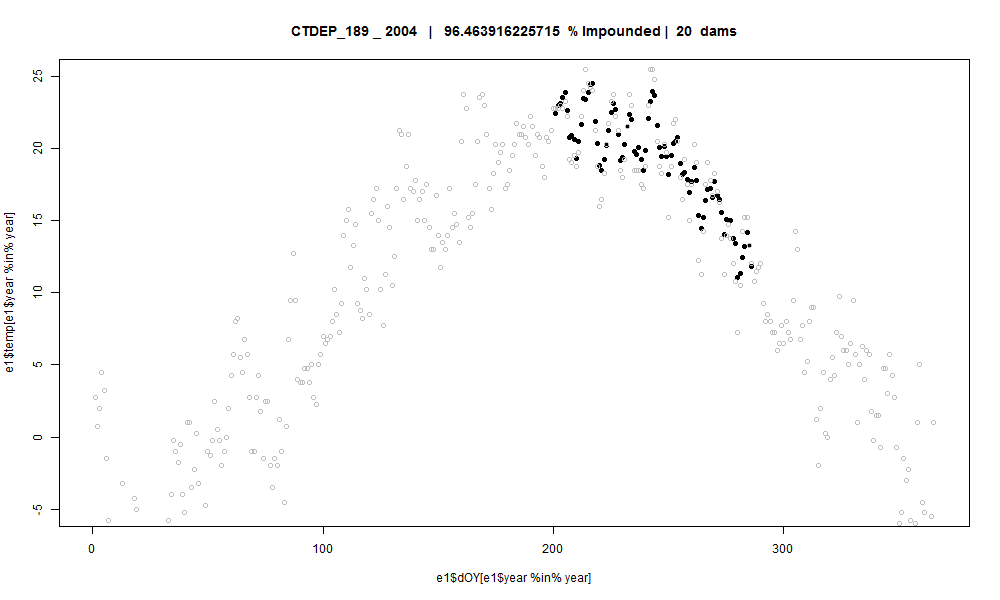 CTDEP_189 _ 2004 | 96.463916225715 % Impounded | 20 dams
e1$temp[e1$year %in% year]
25
20
15
10
5
0
-5
0 100 200 300
e1$dOY[e1$year %in% year]